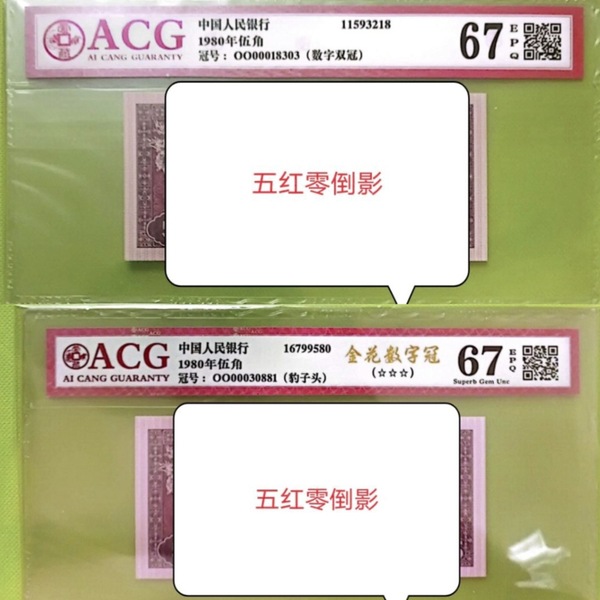 ACG
AI CANG GUARANTY
中国人民银行 11593218
1980年伍角
冠号：OO00018303（数字双冠）
67 EPQ
五红零倒影
ACG
AI CANG GUARANTY
中国人民银行 16799580
1980年伍角
冠号：OO00030881（豹子头）
金花数字冠
(☆☆☆)
67 EPQ
Superb Gem Unc
五红零倒影